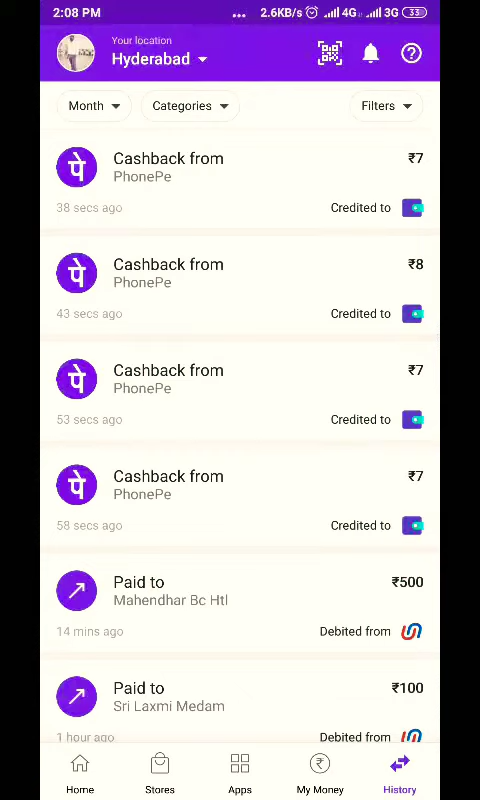 2:08 PM ... 2.6KB/s 4G 3G 33
Your location
Hyderabad
Month Categories Filters
पे Cashback from ₹7
PhonePe
38 secs ago Credited to
पे Cashback from ₹8
PhonePe
43 secs ago Credited to
पे Cashback from ₹7
PhonePe
53 secs ago Credited to
पे Cashback from ₹7
PhonePe
58 secs ago Credited to
Paid to ₹500
Mahendhar Bc Htl
14 mins ago Debited from
Paid to ₹100
Sri Laxmi Medam
1 hour ago Debited from
₹
Home Stores Apps My Money History